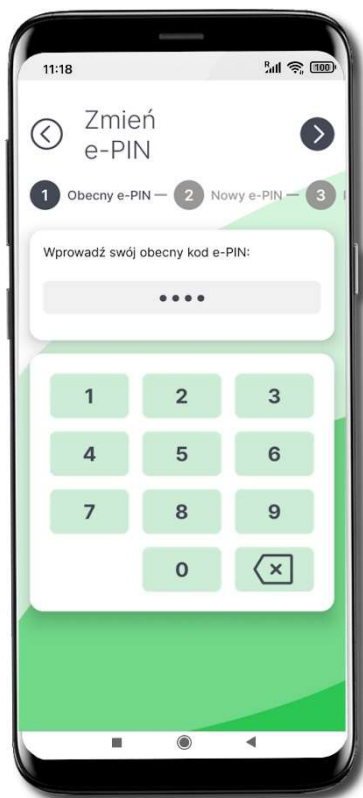 11:18
R
100
Zmień
e-PIN
1 Obecny e-PIN — 2 Nowy e-PIN — 3
Wprowadź swój obecny kod e-PIN:
••••
1 2 3
4 5 6
7 8 9
0